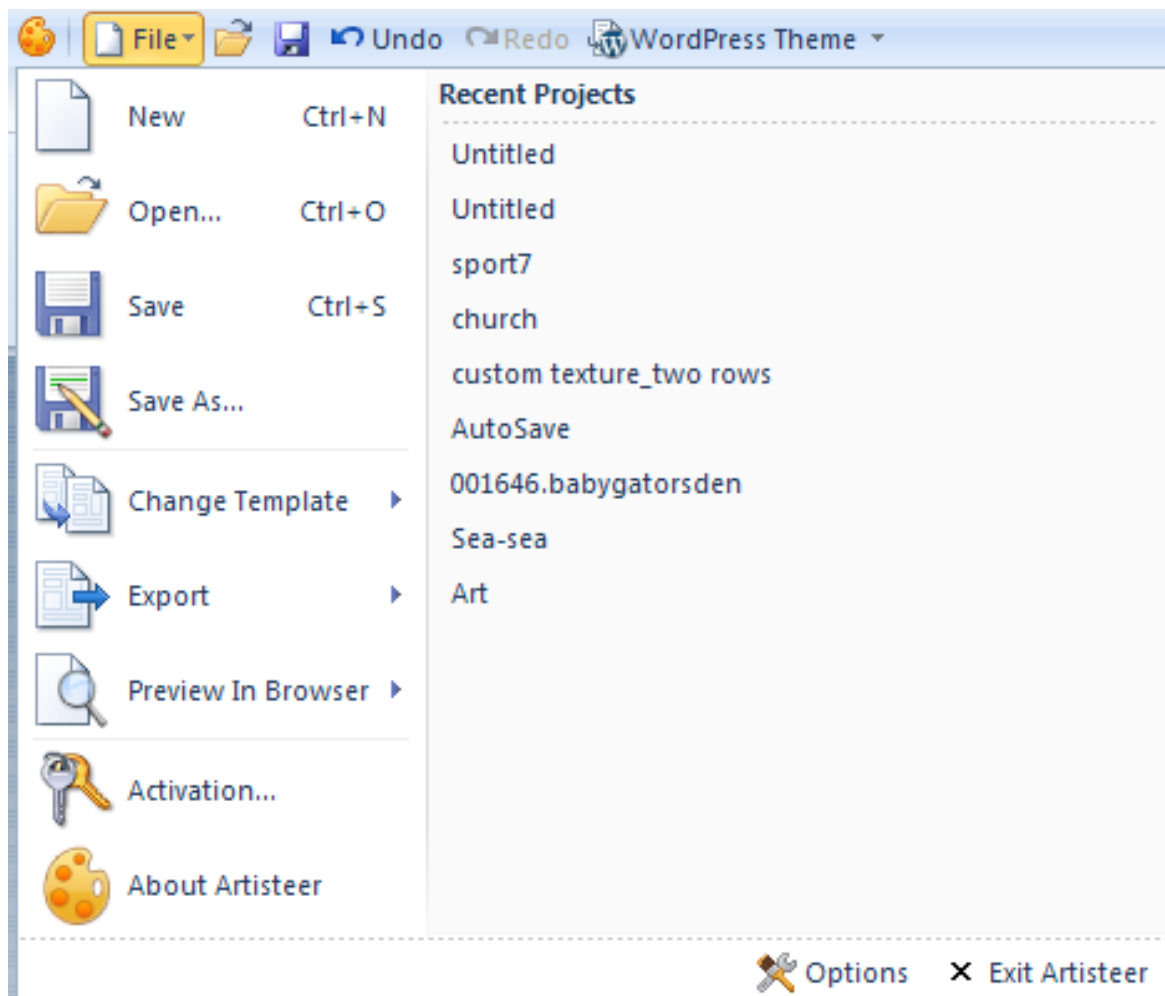 File Undo Redo WordPress Theme
New Ctrl+N
Open... Ctrl+O
Save Ctrl+S
Save As...
Change Template
Export
Preview In Browser
Activation...
About Artisteer
Recent Projects
Untitled
Untitled
sport7
church
custom texture_two rows
AutoSave
001646.babygatorsden
Sea-sea
Art
Options Exit Artisteer